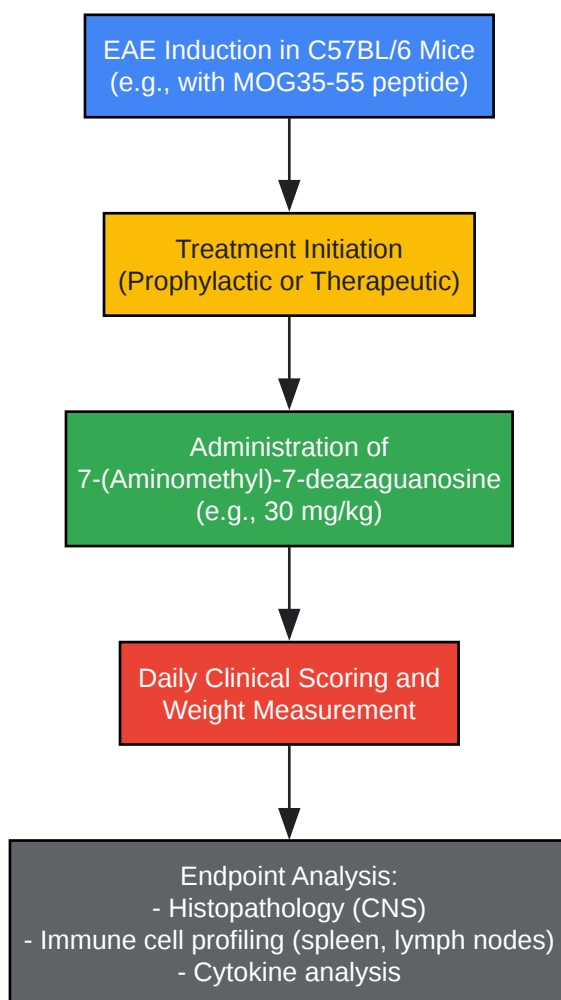 EAE Induction in C57BL/6 Mice
(e.g., with MOG35-55 peptide)
Treatment Initiation
(Prophylactic or Therapeutic)
Administration of
7-(Aminomethyl)-7-deazaguanosine
(e.g., 30 mg/kg)
Daily Clinical Scoring and
Weight Measurement
Endpoint Analysis:
- Histopathology (CNS)
- Immune cell profiling (spleen, lymph nodes)
- Cytokine analysis